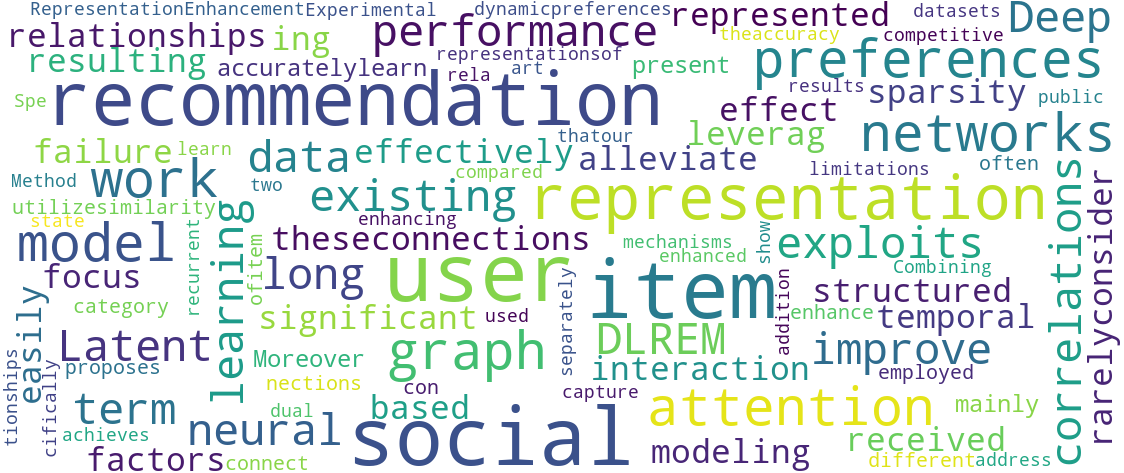 RepresentationEnhancement
Experimental
dynamicpreferences
represented
datasets
Deep
relationships
ing
performance
theaccuracy
competitive
resulting
accuratelylearn
representationsof
rela
art
present
preferences
Spe
recommendation
results
sparsity
public
effect
thatour
leverag
networks
failure
learn
data
effectively
alleviate
limitations
often
Method
work
two
compared
existing
representation
utilizesimilarity
state
enhancing
model
recurrent
learning
ofitem
theseconnections
mechanisms
enhanced
show
exploits
correlations
rarelyconsider
focus
long
user
separately
item
addition
Combining
structured
category
easily
significant
used
enhance
temporal
Latent
Moreover
graph
DLREM
improve
proposes
interaction
employed
tionships
cifically
nections
con
capture
term
dual
based
attention
mainly
achieves
neural
social
received
factors
connect
modeling
different
address